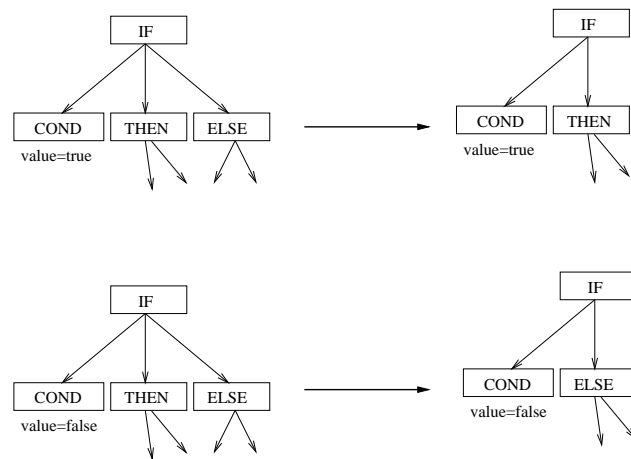 IF
IF
COND THEN ELSE
COND THEN
value=true
value=true
IF
IF
COND THEN ELSE
COND ELSE
value=false
value=false